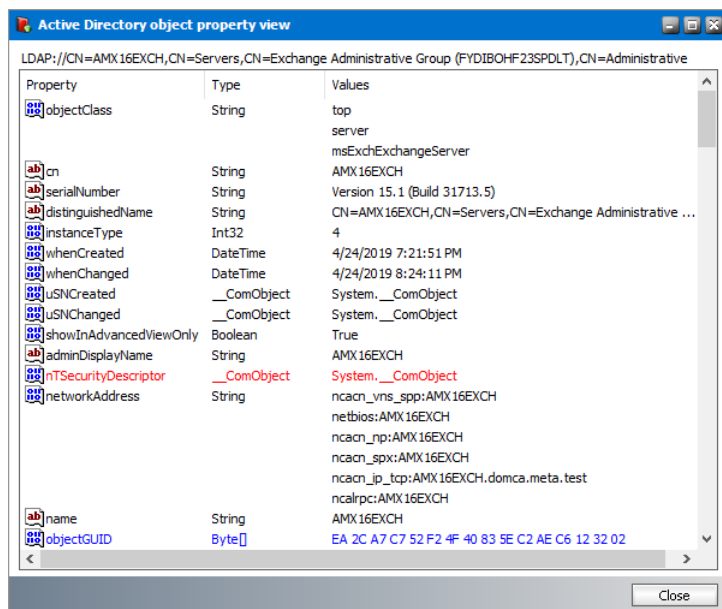 Active Directory object property view
LDAP://CN=AMX16EXCH,CN=Servers,CN=Exchange Administrative Group (FYDIBOHF23SPDLT),CN=Administrative
Property Type Values
objectClass String top
server
msExchExchangeServer
cn String AMX16EXCH
serialNumber String Version 15.1 (Build 31713.5)
distinguishedName String CN=AMX16EXCH,CN=Servers,CN=Exchange Administrative ...
instanceType Int32 4
whenCreated DateTime 4/24/2019 7:21:51 PM
whenChanged DateTime 4/24/2019 8:24:11 PM
uSNCreated __ComObject System.__ComObject
uSNChanged __ComObject System.__ComObject
showInAdvancedViewOnly Boolean True
adminDisplayName String AMX16EXCH
nTSecurityDescriptor __ComObject System.__ComObject
networkAddress String ncacn_vns_spp:AMX16EXCH
netbios:AMX16EXCH
ncacn_np:AMX16EXCH
ncacn_spx:AMX16EXCH
ncacn_ip_tcp:AMX16EXCH.domca.meta.test
ncalrpc:AMX16EXCH
name String AMX16EXCH
objectGUID Byte[] EA 2C A7 C7 52 F2 4F 40 83 5E C2 AE C6 12 32 02
Close